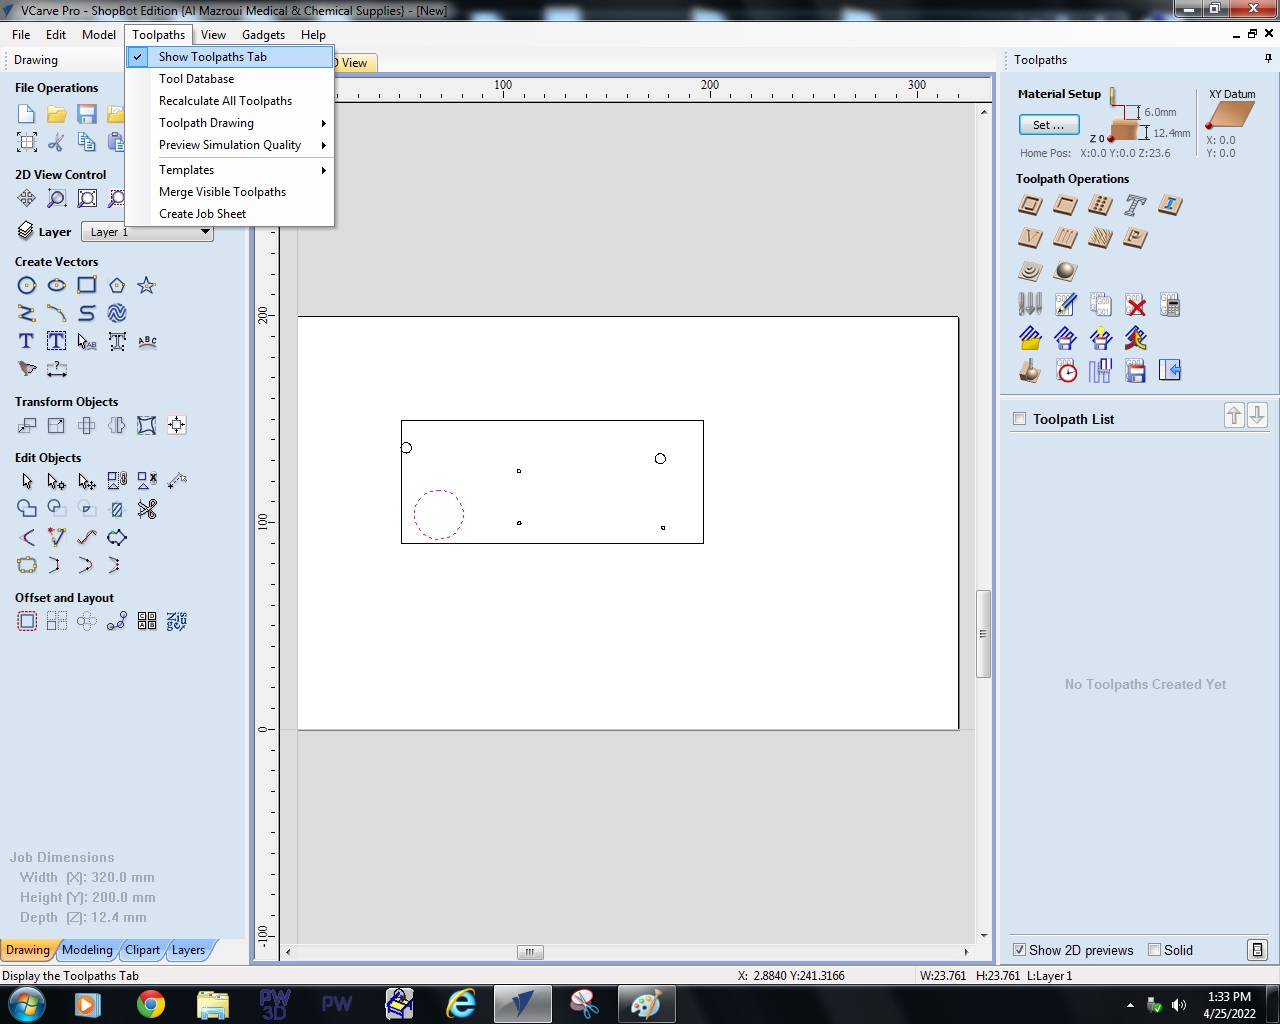 VCarve Pro - ShopBot Edition {Al Mazroui Medical & Chemical Supplies} - [New]
File Edit Model Toolpaths View Gadgets Help
Drawing
Show Toolpaths Tab
Tool Database
Recalculate All Toolpaths
Toolpath Drawing
Preview Simulation Quality
Templates
Merge Visible Toolpaths
Create Job Sheet
File Operations
2D View Control
Layer
Layer 1
Create Vectors
Transform Objects
Edit Objects
Offset and Layout
Job Dimensions
Width (X): 320.0 mm
Height (Y): 200.0 mm
Depth (Z): 12.4 mm
Drawing Modeling Clipart Layers
D View
100 200 300
200
100
0
-100
Toolpaths
Material Setup
Set ...
6.0mm
12.4mm
Z 0
Home Pos: X:0.0 Y:0.0 Z:23.6
XY Datum
X: 0.0
Y: 0.0
Toolpath Operations
Toolpath List
No Toolpaths Created Yet
Show 2D previews Solid
Display the Toolpaths Tab
X: 2.8840 Y:241.3166
W:23.761 H:23.761 L:Layer 1
PW
3D
PW
1:33 PM
4/25/2022